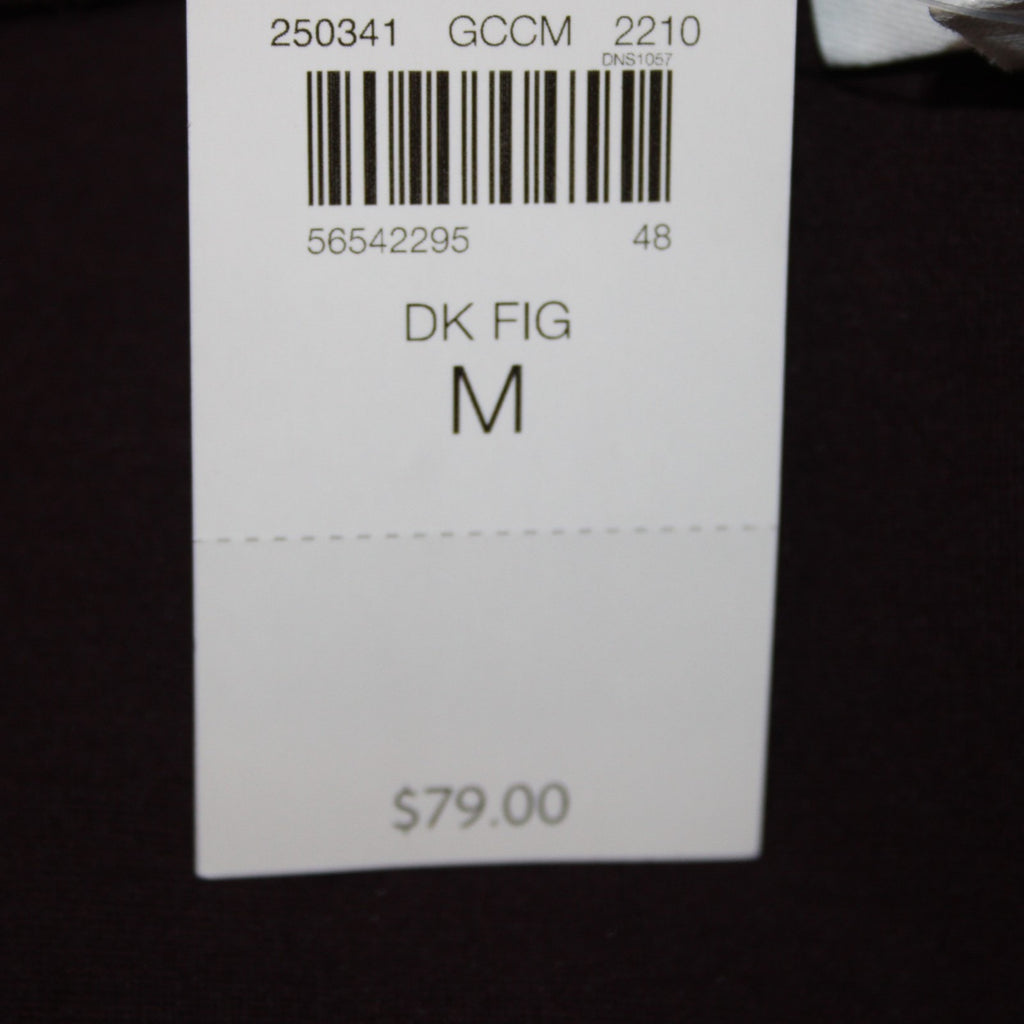 250341 GCCM 2210
DNS1057
56542295 48
DK FIG
M
$79.00